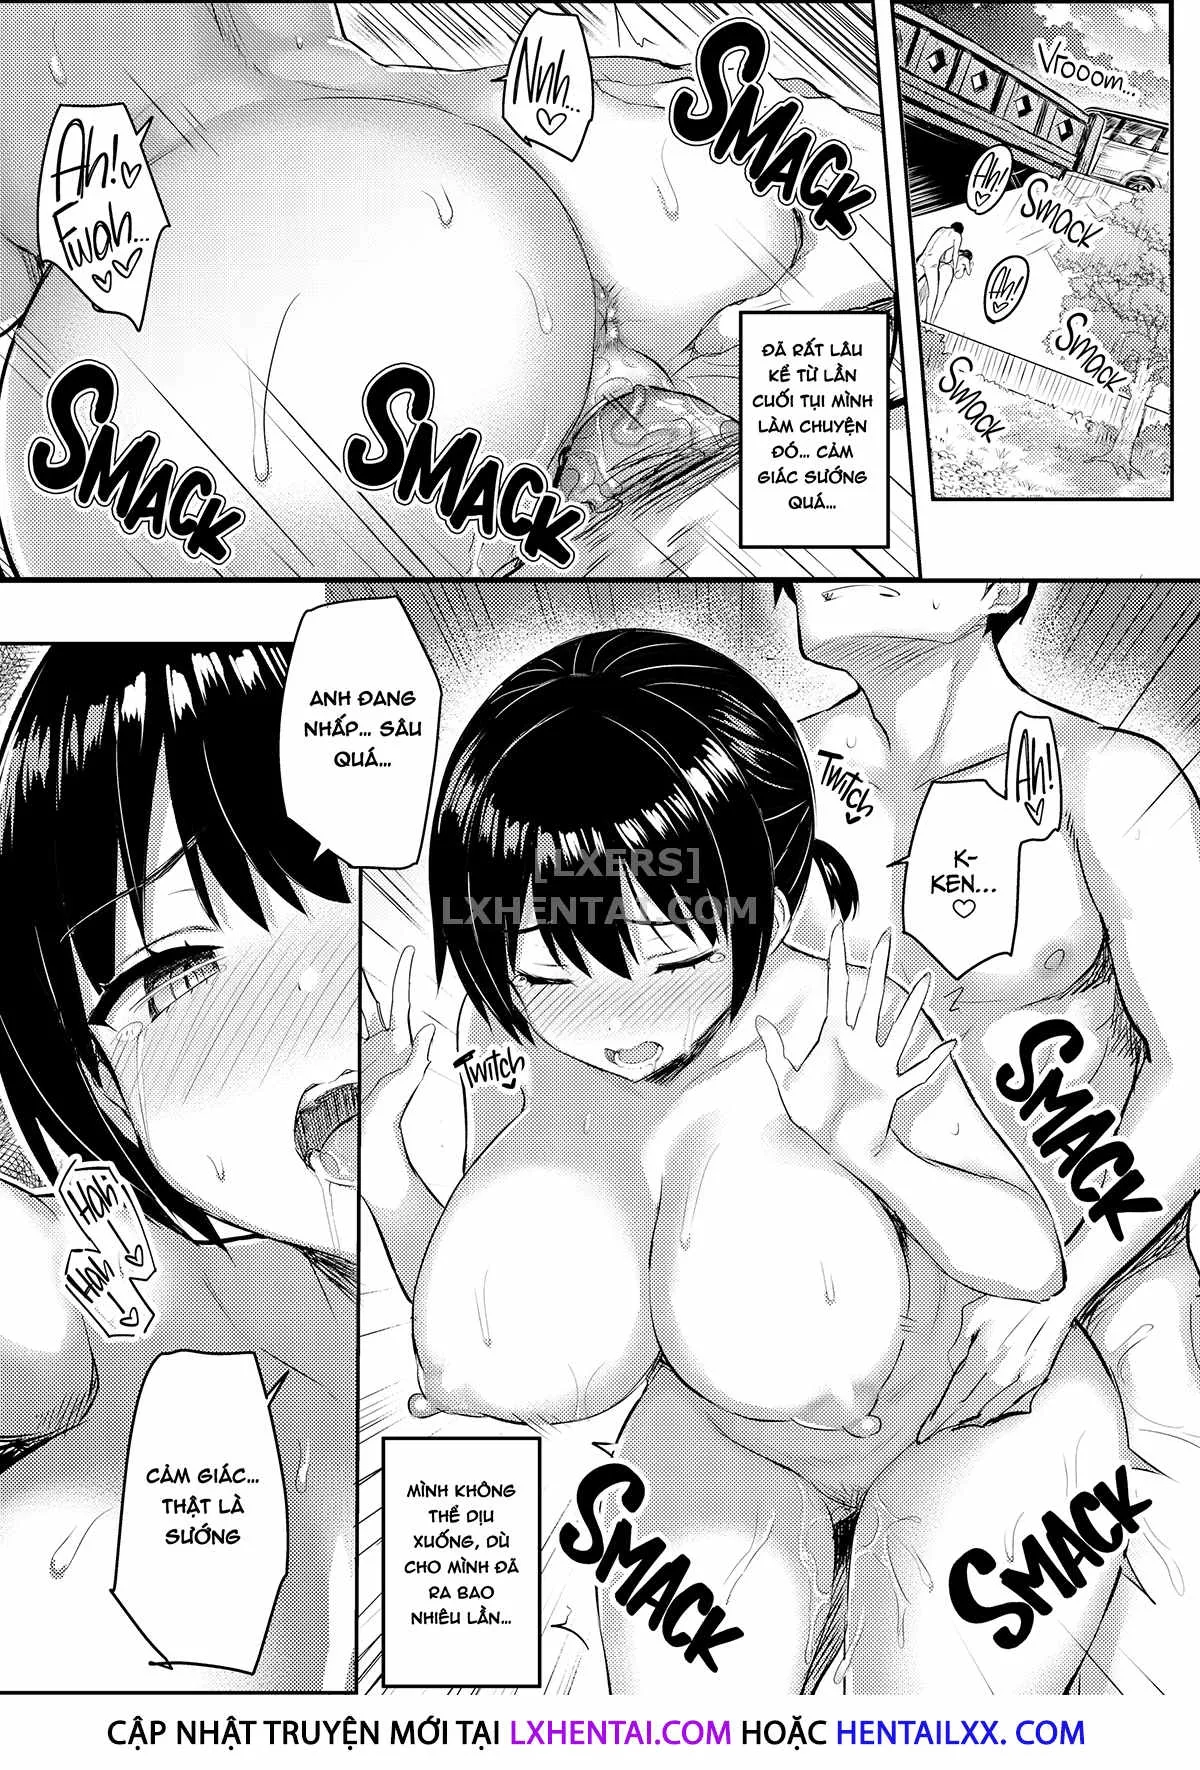 Vrooom...
Ah!
SMACK
Ah!
SMACK
SMACK
Nnh...
SMACK
Ah!
Fwah...
SMACK
SMACK
ĐÃ RẤT LÂU
KỂ TỪ LẦN
CUỐI TỤI MÌNH
LÀM CHUYỆN
ĐÓ... CẢM
GIÁC SƯỚNG
QUÁ...
Ah!
K-
KEN...
Twitch
Twitch
SMACK
SMACK
SMACK
MÌNH KHÔNG
THỂ DỊU
XUỐNG, DÙ
CHO MÌNH ĐÃ
RA BAO
NHIÊU LẦN...
ANH ĐANG
NHẤP... SÂU
QUÁ...
Hah!
Hah!
CẢM GIÁC...
THẬT LÀ
SƯỚNG
[LXERS]
LXHENTAI.COM
CẬP NHẬT TRUYỆN MỚI TẠI LXHENTAI.COM HOẶC HENTAILXX. COM